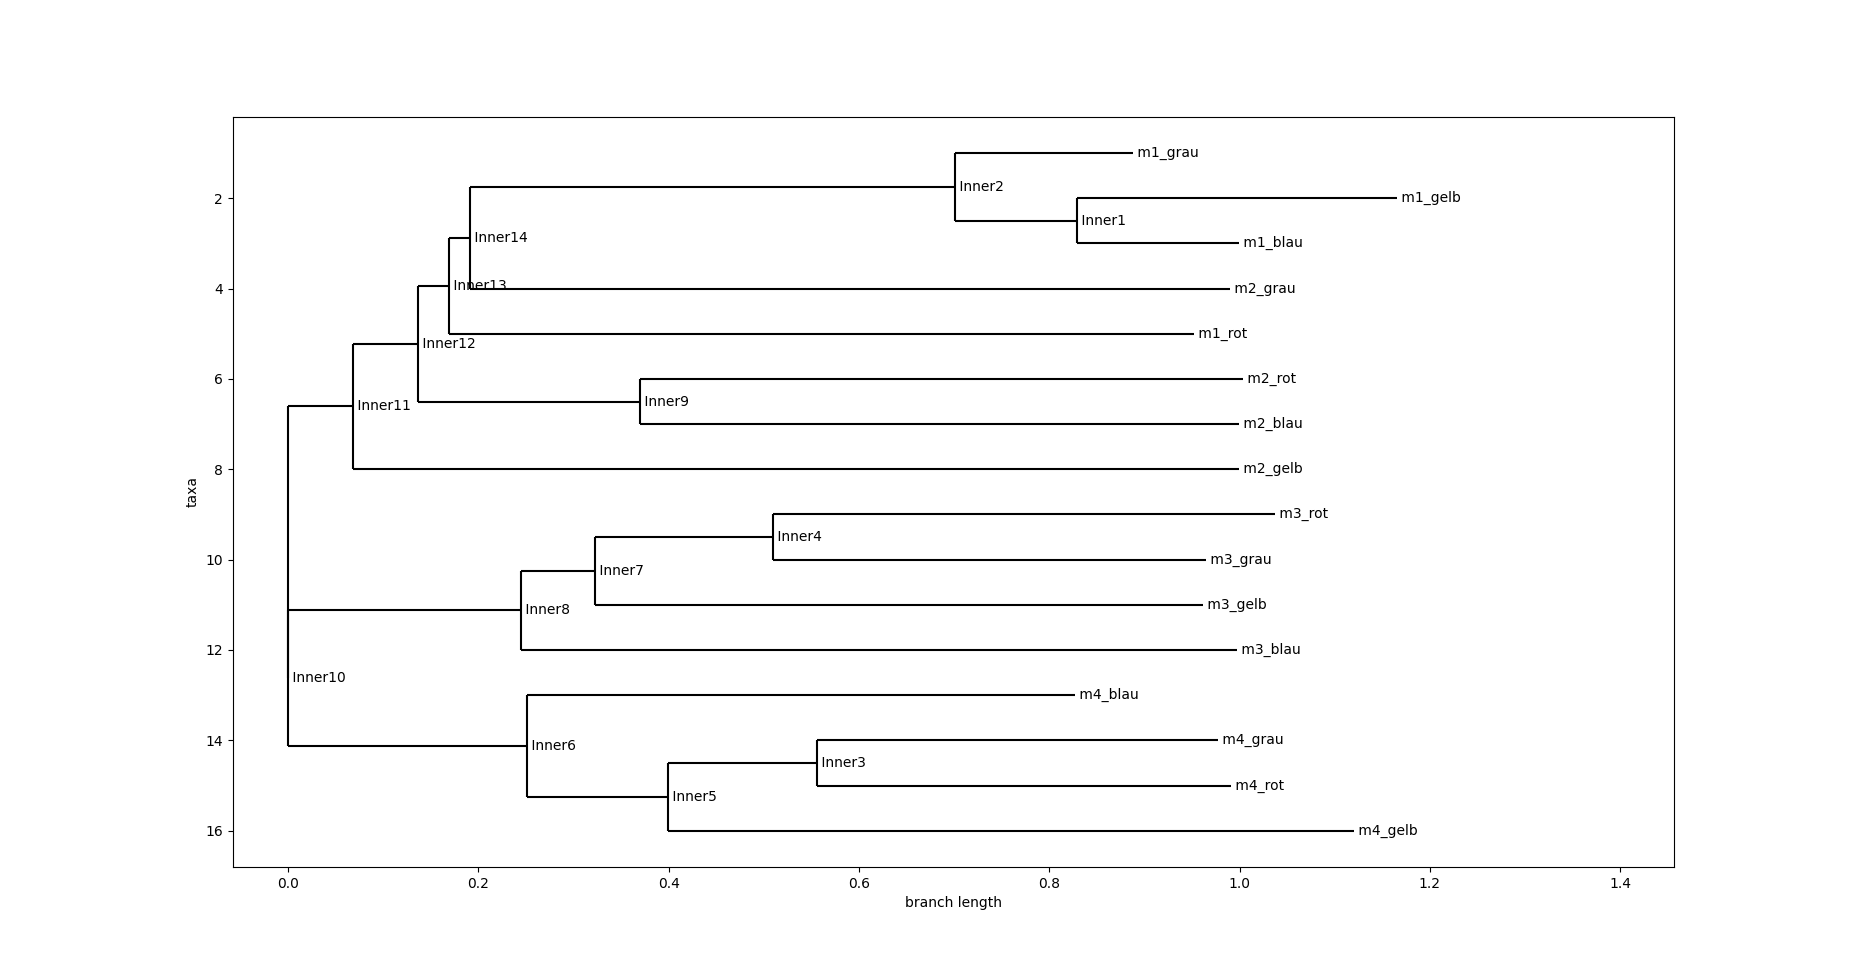 m1_grau
Inner2
2
m1_gelb
Inner1
Inner14
m1_blau
Inner13
4
m2_grau
m1_rot
Inner12
6
m2_rot
Inner9
Inner11
m2_blau
8
m2_gelb
taxa
m3_rot
Inner4
10
m3_grau
Inner7
m3_gelb
Inner8
12
m3_blau
Inner10
m4_blau
14
m4_grau
Inner6
Inner3
m4_rot
Inner5
16
m4_gelb
0.0 0.2 0.4 0.6 0.8 1.0 1.2 1.4
branch length